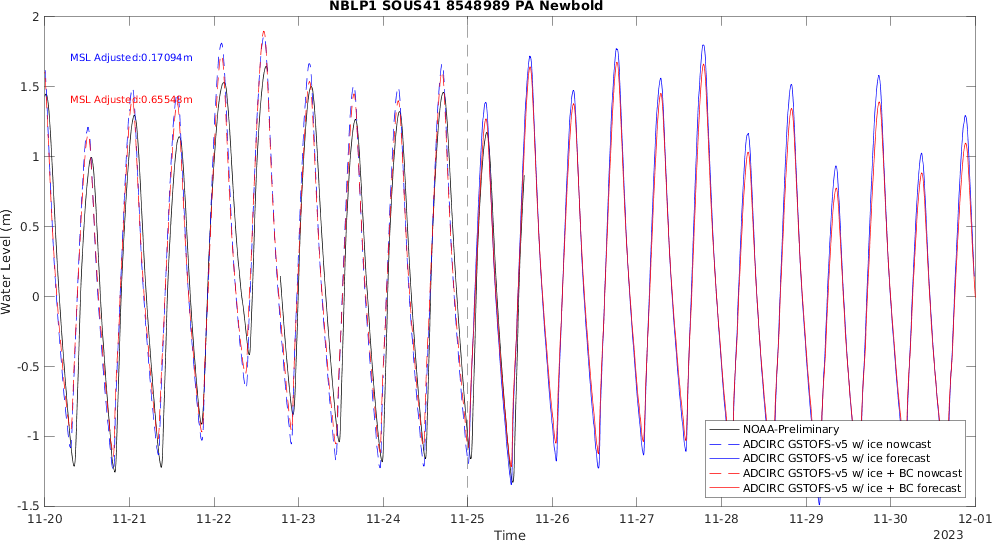 NBLP1 SOUS41 8548989 PA Newbold
2
1.5
1
0.5
0
-0.5
-1
-1.5
Water Level (m)
MSL Adjusted:0.17094m
MSL Adjusted:0.65548m
NOAA-Preliminary
ADCIRC GSTOFS-v5 w/ ice nowcast
ADCIRC GSTOFS-v5 w/ ice forecast
ADCIRC GSTOFS-v5 w/ ice + BC nowcast
ADCIRC GSTOFS-v5 w/ ice + BC forecast
11-20 11-21 11-22 11-23 11-24 11-25 11-26 11-27 11-28 11-29 11-30 12-01
Time
2023